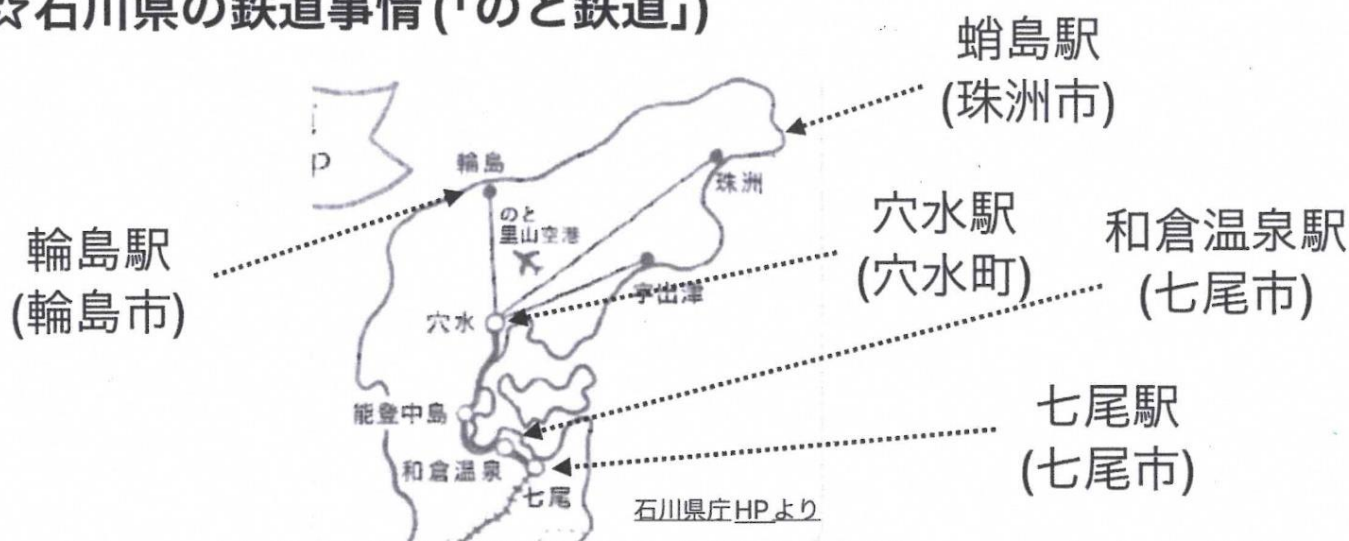 ☆石川県の鉄道事情(「のと鉄道」)
蛸島駅
(珠洲市)
輪島
珠洲
のと
里山空港
穴水駅
(穴水町)
和倉温泉駅
(七尾市)
輪島駅
(輪島市)
宇出津
穴水
能登中島
七尾駅
(七尾市)
和倉温泉
七尾
石川県庁HPより